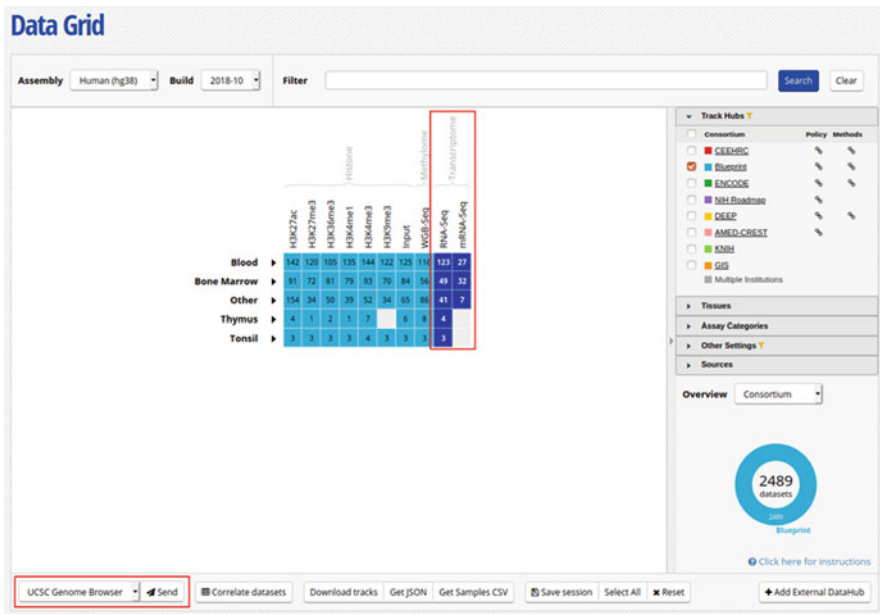 Data Grid
Assembly Human (hg38) Build 2018-10 Filter Search Clear
Histone
Methylome
Transcriptome
H3K27ac
H3K27me3
H3K36me3
H3K4me1
H3K4me3
H3K9me3
Input
WGB-Seq
RNA-Seq
mRNA-Seq
Blood 142 120 105 135 144 122 125 116 123 27
Bone Marrow 91 72 81 79 93 70 84 56 49 32
Other 154 34 50 39 52 34 65 86 41 7
Thymus 4 1 2 1 7 6 8 4
Tonsil 3 3 3 3 4 3 3 3 3
Track Hubs
Consortium Policy Methods
CEEHRC
Blueprint
ENCODE
NIH Roadmap
DEEP
AMED-CREST
KNIH
GIS
Multiple Institutions
Tissues
Assay Categories
Other Settings
Sources
Overview Consortium
2489
datasets
2489
Blueprint
Click here for instructions
UCSC Genome Browser Send Correlate datasets Download tracks Get JSON Get Samples CSV Save session Select All Reset + Add External DataHub